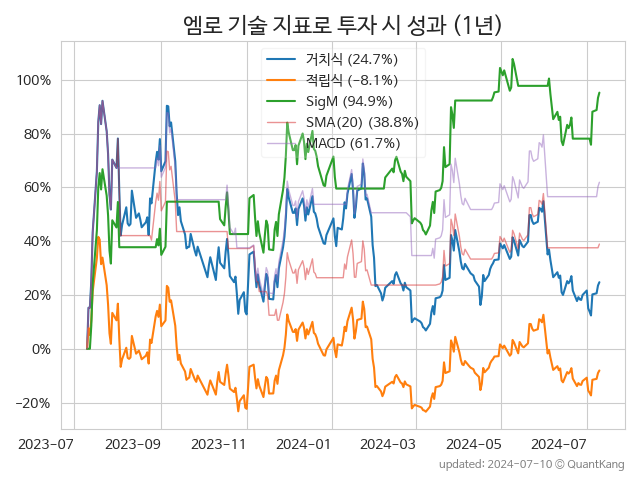 엠로 기술 지표로 투자 시 성과 (1년)
거치식 (24.7%)
적립식 (−8.1%)
SigM (94.9%)
SMA(20) (38.8%)
MACD (61.7%)
100%
80%
60%
40%
20%
0%
−20%
2023-07 2023-09 2023-11 2024-01 2024-03 2024-05 2024-07
updated: 2024-07-10 © QuantKang